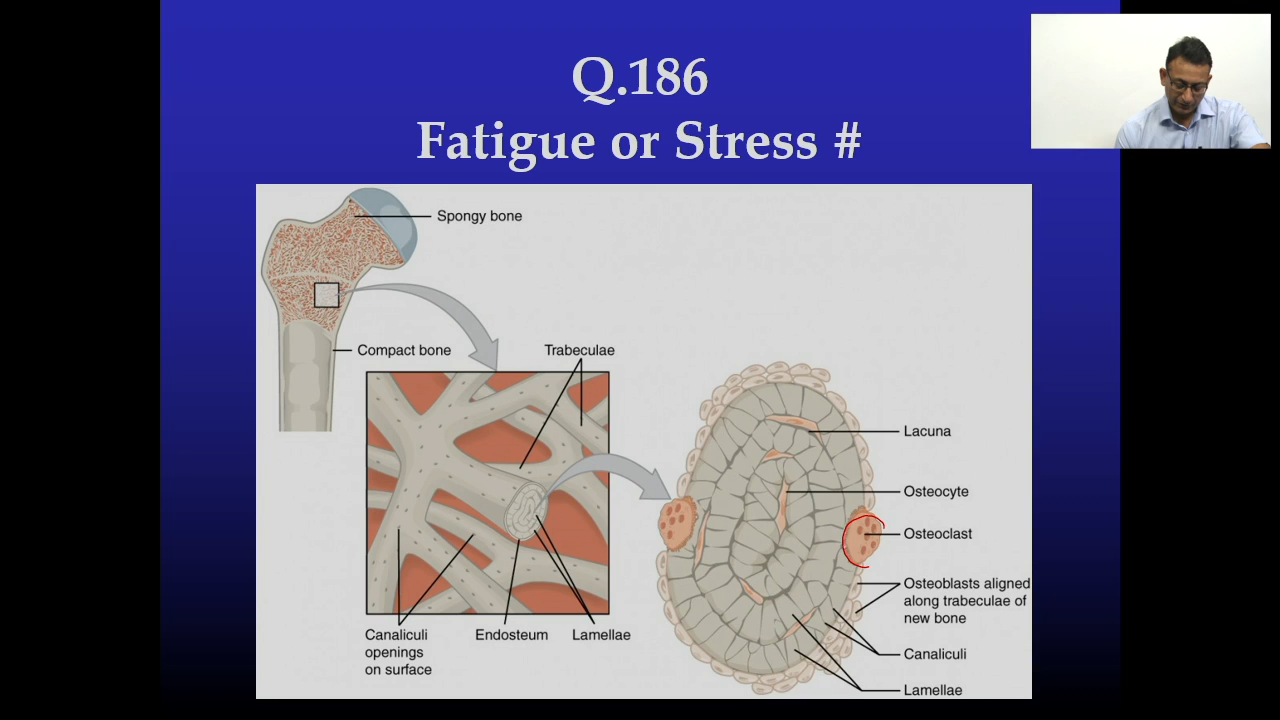 Q.186
Fatigue or Stress #
Spongy bone
Compact bone
Trabeculae
Lacuna
Osteocyte
Osteoclast
Osteoblasts aligned
along trabeculae of
new bone
Canaliculi
openings
on surface
Endosteum
Lamellae
Canaliculi
Lamellae